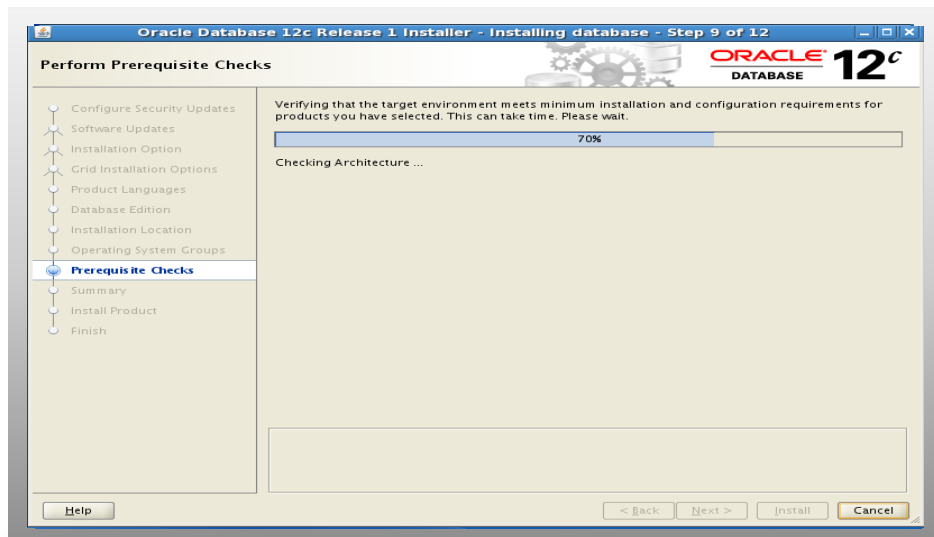 Oracle Database 12c Release 1 Installer - Installing database - Step 9 of 12
Perform Prerequisite Checks
ORACLE
DATABASE
12c
Configure Security Updates
Software Updates
Installation Option
Grid Installation Options
Product Languages
Database Edition
Installation Location
Operating System Groups
Prerequisite Checks
Summary
Install Product
Finish
Verifying that the target environment meets minimum installation and configuration requirements for
products you have selected. This can take time. Please wait.
70%
Checking Architecture ...
Help
< Back
Next >
Install
Cancel